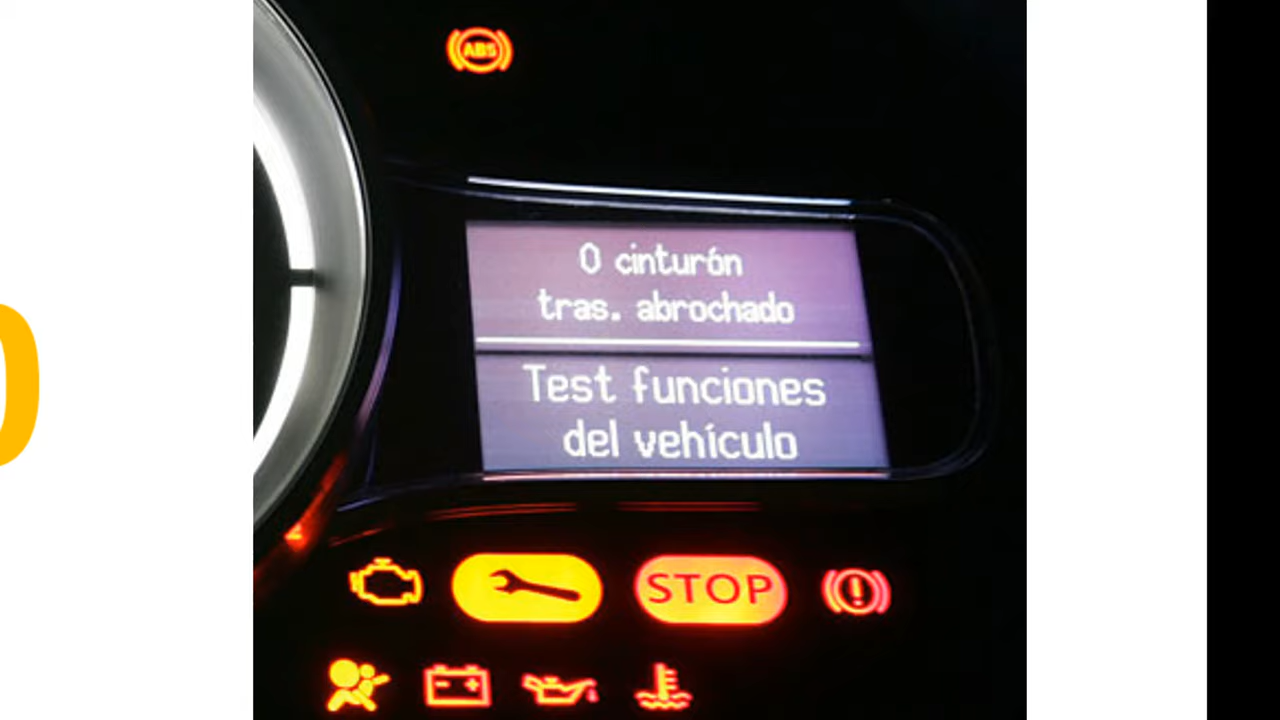 ABS
0 cinturón
tras. abrochado
Test funciones
del vehículo
STOP